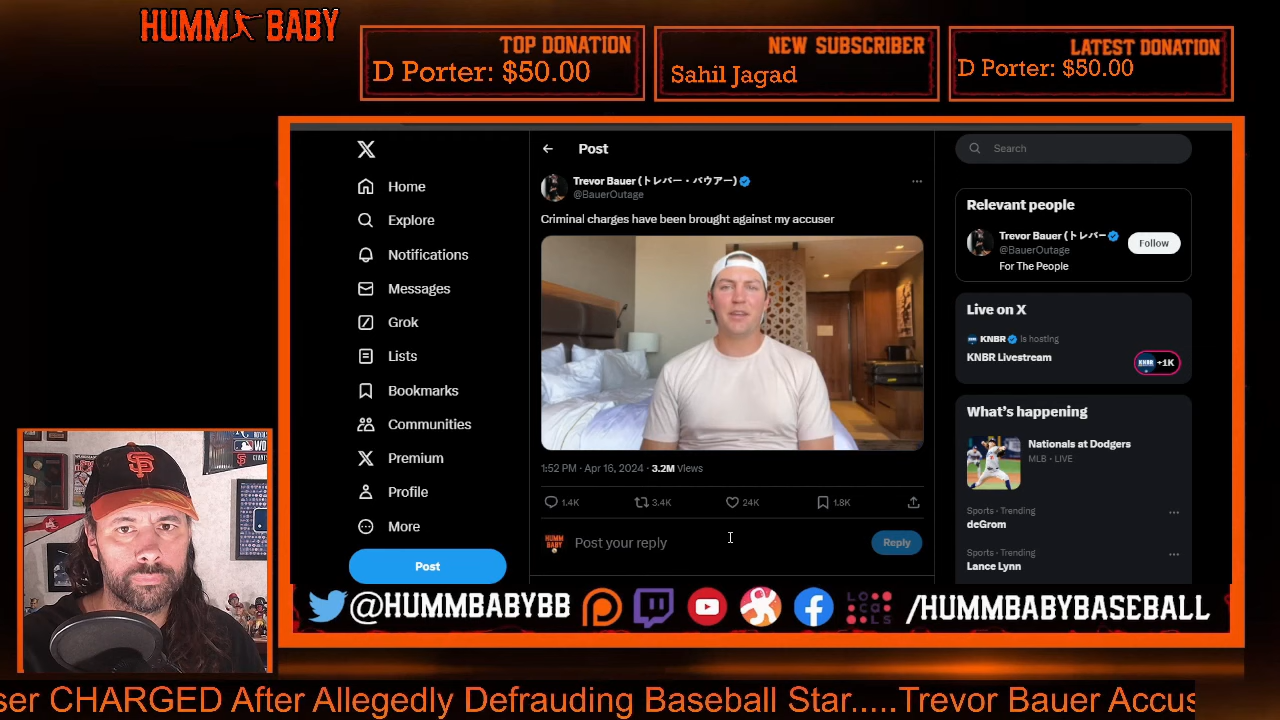 HUMM BABY
TOP DONATION
D Porter: $50.00
NEW SUBSCRIBER
Sahil Jagad
LATEST DONATION
D Porter: $50.00
X
Home
Explore
Notifications
Messages
Grok
Lists
Bookmarks
Communities
Premium
Profile
More
Post
Post
Trevor Bauer (トレバー・バウアー)
@BauerOutage
Criminal charges have been brought against my accuser
1:52 PM · Apr 16, 2024 · 3.2M Views
1.4K
3.4K
24K
1.8K
HUMM
BABY
Post your reply
Reply
Search
Relevant people
Trevor Bauer (トレバー
@BauerOutage
Follow
For The People
Live on X
KNBR is hosting
KNBR Livestream
KNBR +1K
What's happening
Nationals at Dodgers
MLB · LIVE
Sports · Trending
deGrom
Sports · Trending
Lance Lynn
SF
@HUMMBABYBB
LOCALS
/HUMMBABYBASEBALL
ser CHARGED After Allegedly Defrauding Baseball Star.....Trevor Bauer Accus